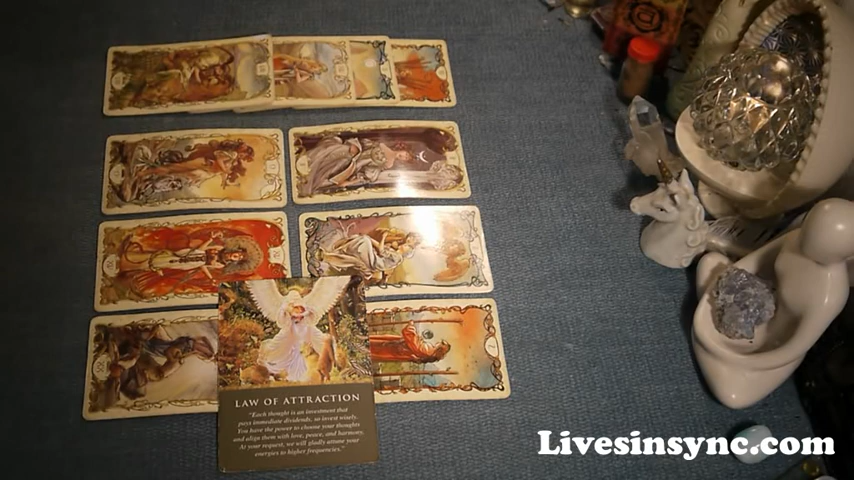 LAW OF ATTRACTION
"Each thought is an investment that
pays immediate dividends, so invest wisely.
You have the power to choose your thoughts
and align them with love, peace, and harmony.
At your request, we will gladly attune your
energies to higher frequencies."
Livesinsync.com